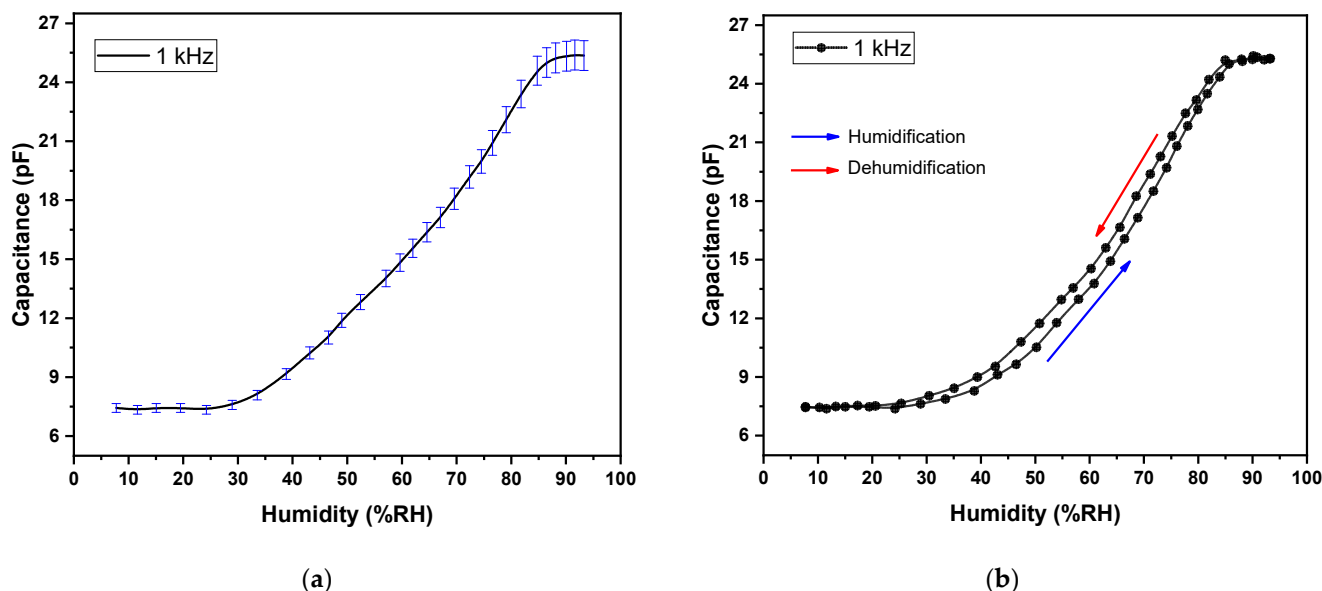 27
24
21
18
15
12
9
6
Capacitance (pF)
1 kHz
0 10 20 30 40 50 60 70 80 90 100
Humidity (%RH)
(a)
27
24
21
18
15
12
9
6
Capacitance (pF)
1 kHz
Humidification
Dehumidification
0 10 20 30 40 50 60 70 80 90 100
Humidity (%RH)
(b)